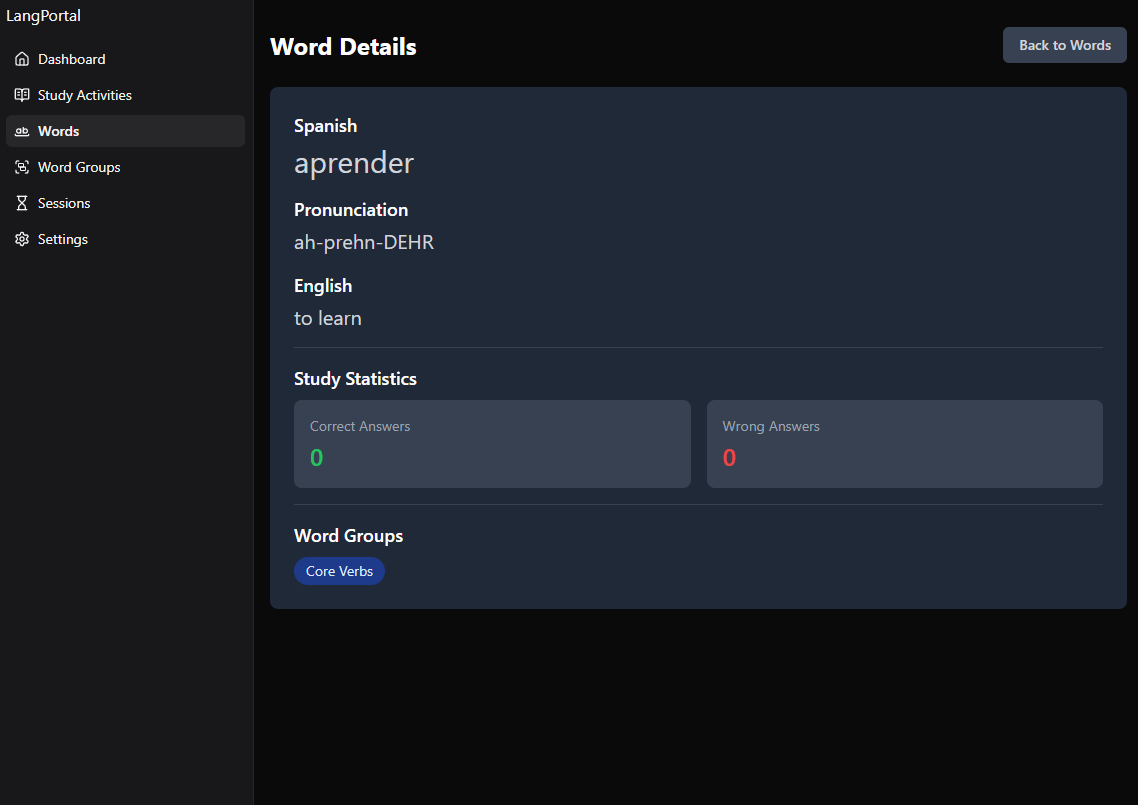 LangPortal
Dashboard
Study Activities
Words
Word Groups
Sessions
Settings
Word Details
Back to Words
Spanish
aprender
Pronunciation
ah-prehn-DEHR
English
to learn
Study Statistics
Correct Answers
0
Wrong Answers
0
Word Groups
Core Verbs